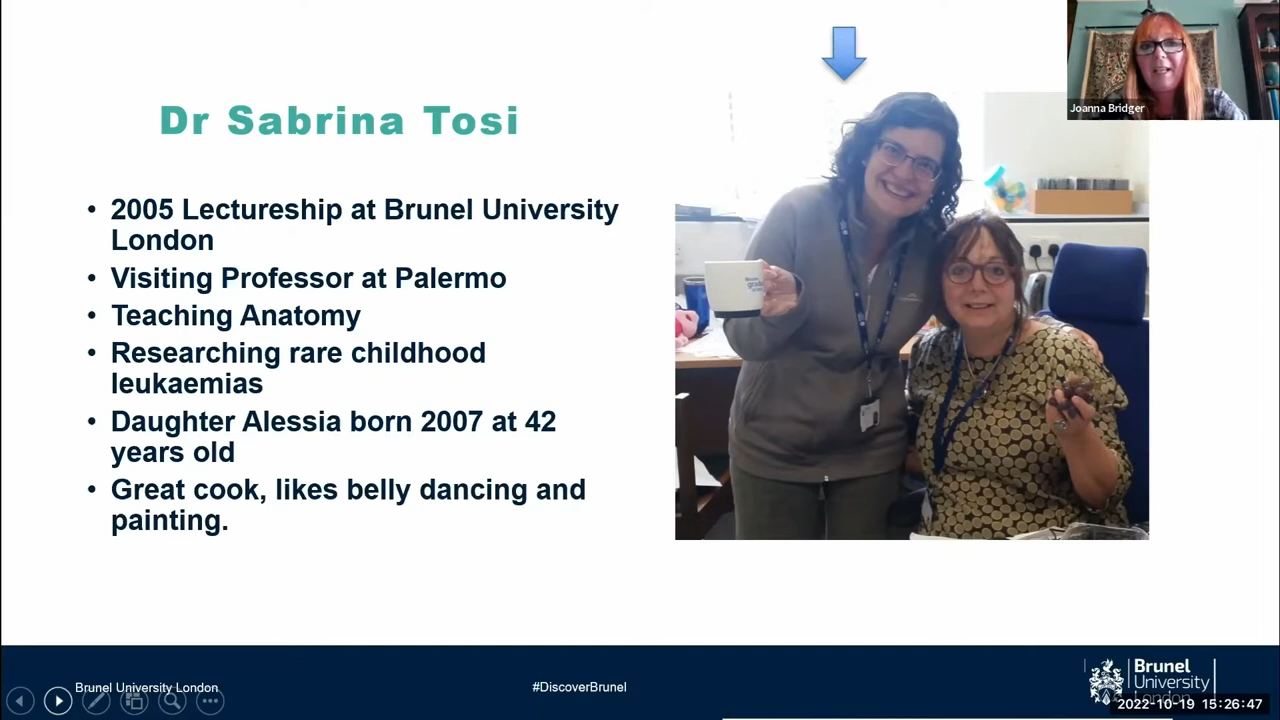 Joanna Bridger
Dr Sabrina Tosi
• 2005 Lectureship at Brunel University
London
• Visiting Professor at Palermo
• Teaching Anatomy
• Researching rare childhood
leukaemias
• Daughter Alessia born 2007 at 42
years old
• Great cook, likes belly dancing and
painting.
Brunel University London
#DiscoverBrunel
Brunel
University
London
2022-10-19 15:26:47